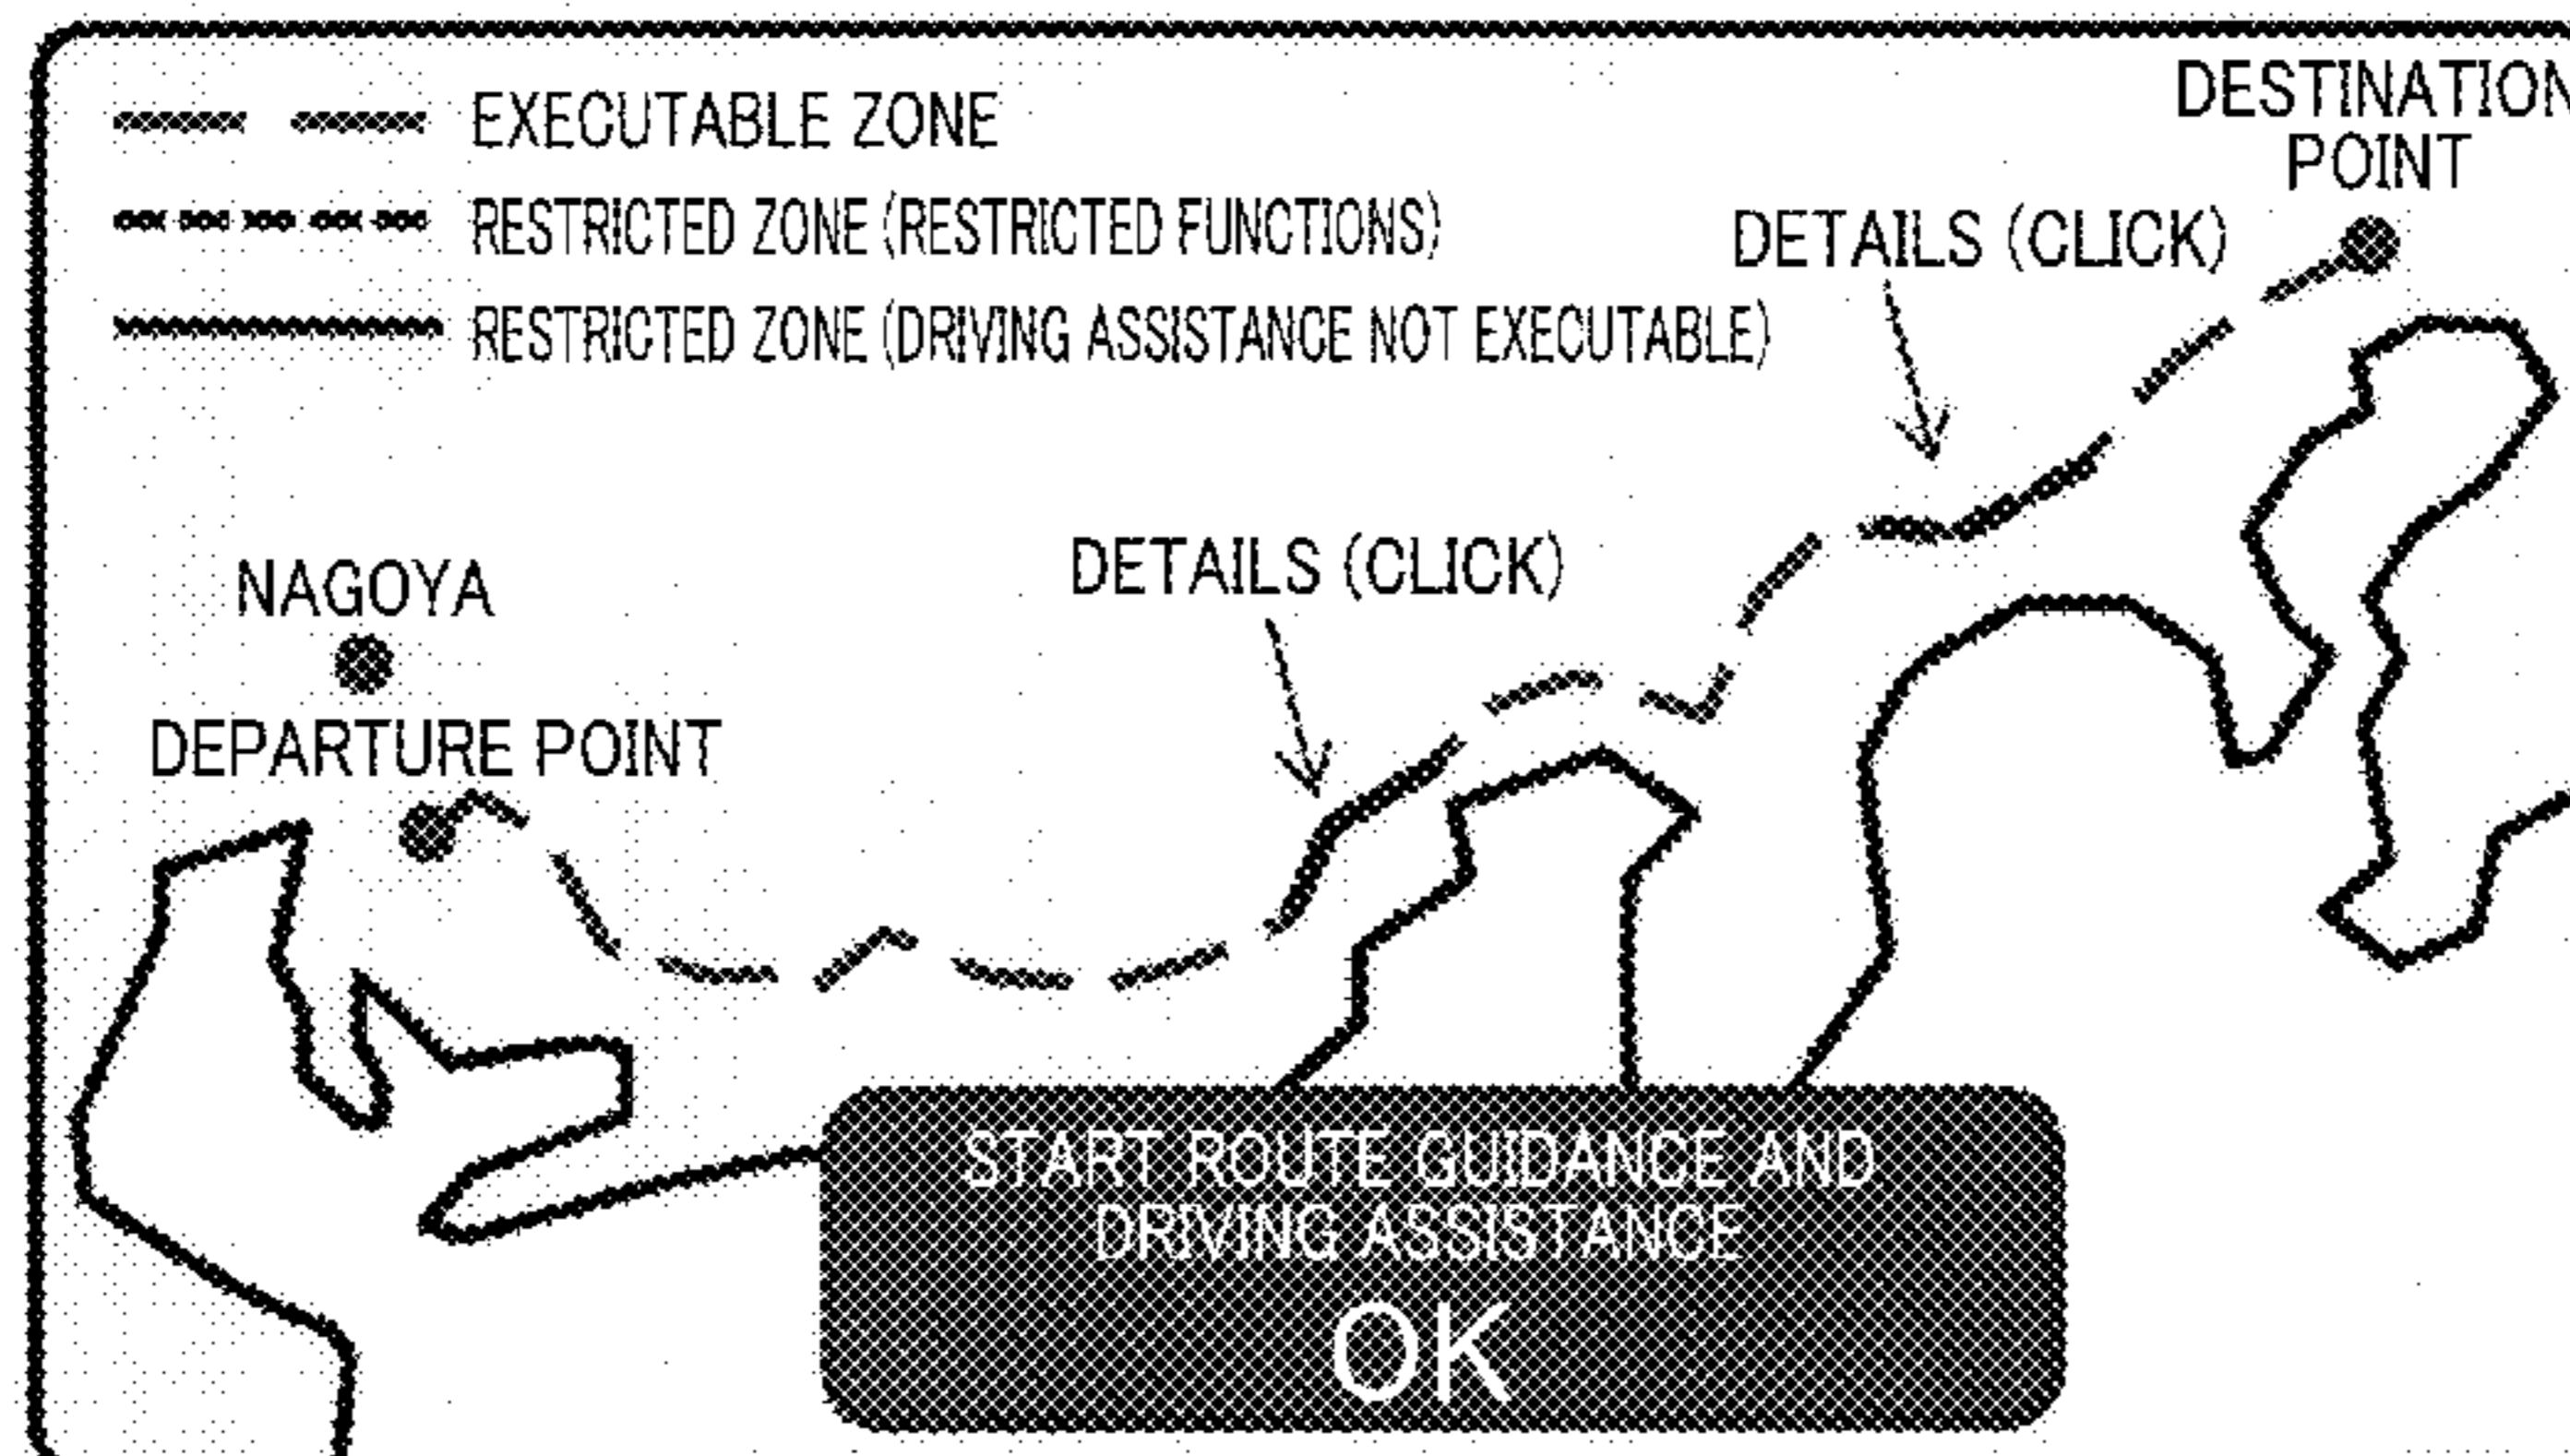 EXECUTABLE ZONE
RESTRICTED ZONE (RESTRICTED FUNCTIONS)
RESTRICTED ZONE (DRIVING ASSISTANCE NOT EXECUTABLE)
DESTINATION
POINT
DETAILS (CLICK)
DETAILS (CLICK)
NAGOYA
DEPARTURE POINT
START ROUTE GUIDANCE AND
DRIVING ASSISTANCE
OK